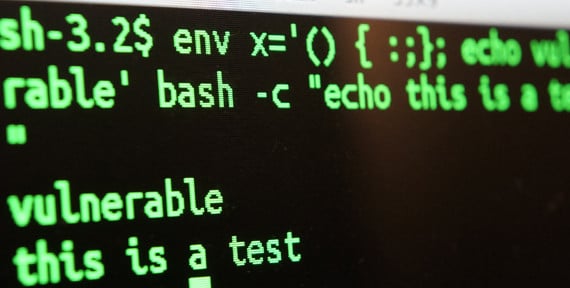 sh-3.2$ env x='() { :;}; echo vul
rable' bash -c "echo this is a te
"
vulnerable
this is a test